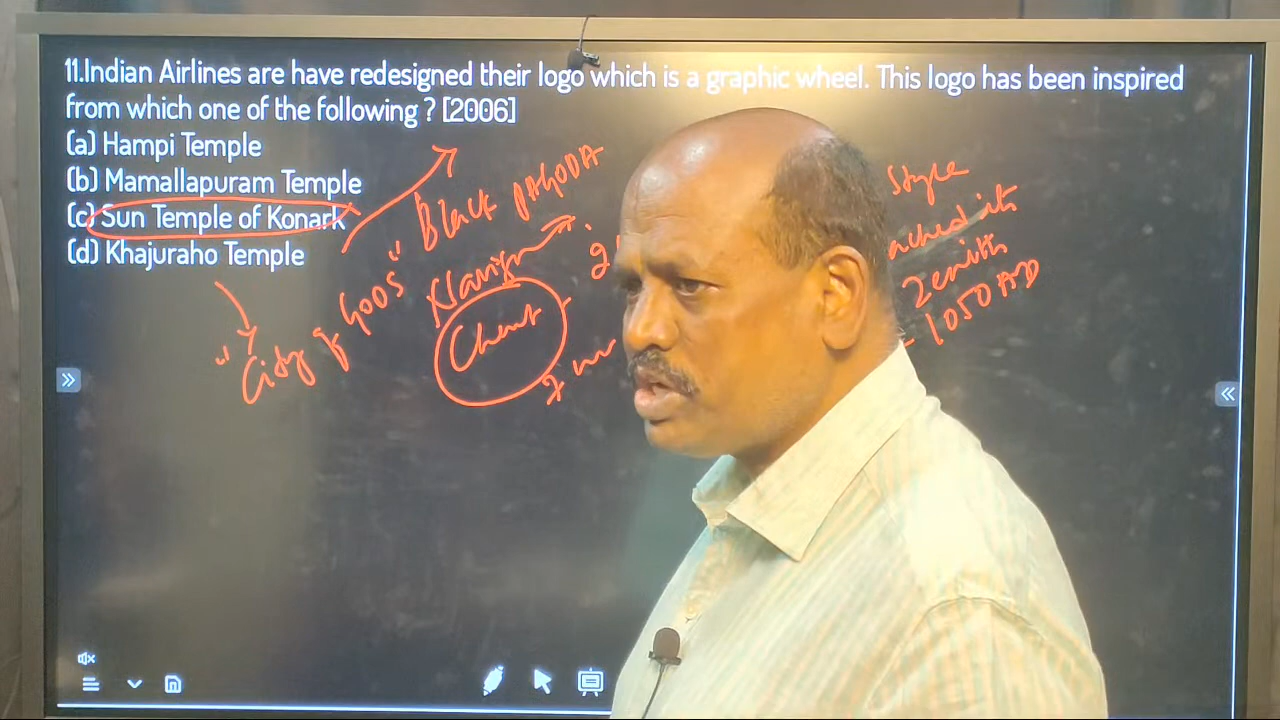 11.Indian Airlines are have redesigned their logo which is a graphic wheel. This logo has been inspired
from which one of the following ? [2006]
(a) Hampi Temple
(b) Mamallapuram Temple
(c) Sun Temple of Konark
(d) Khajuraho Temple
Black PAGODA
"City of GODS"
Style
Zenith
- 1050 AD